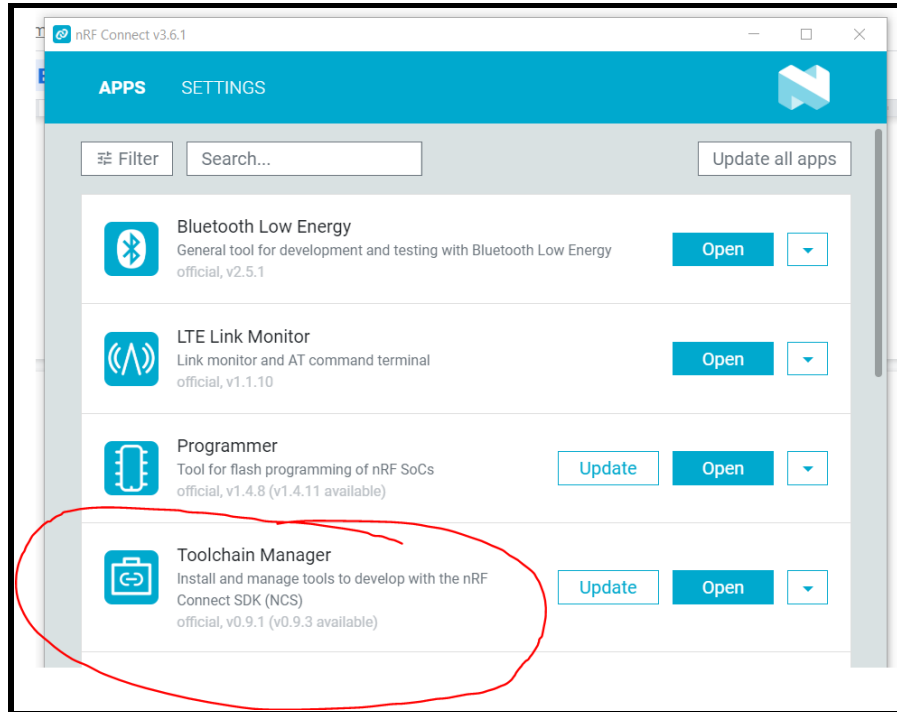 nRF Connect v3.6.1
APPS SETTINGS
Filter Search... Update all apps
Bluetooth Low Energy
General tool for development and testing with Bluetooth Low Energy
official, v2.5.1
Open
LTE Link Monitor
Link monitor and AT command terminal
official, v1.1.10
Open
Programmer
Tool for flash programming of nRF SoCs
official, v1.4.8 (v1.4.11 available)
Update Open
Toolchain Manager
Install and manage tools to develop with the nRF
Connect SDK (NCS)
official, v0.9.1 (v0.9.3 available)
Update Open